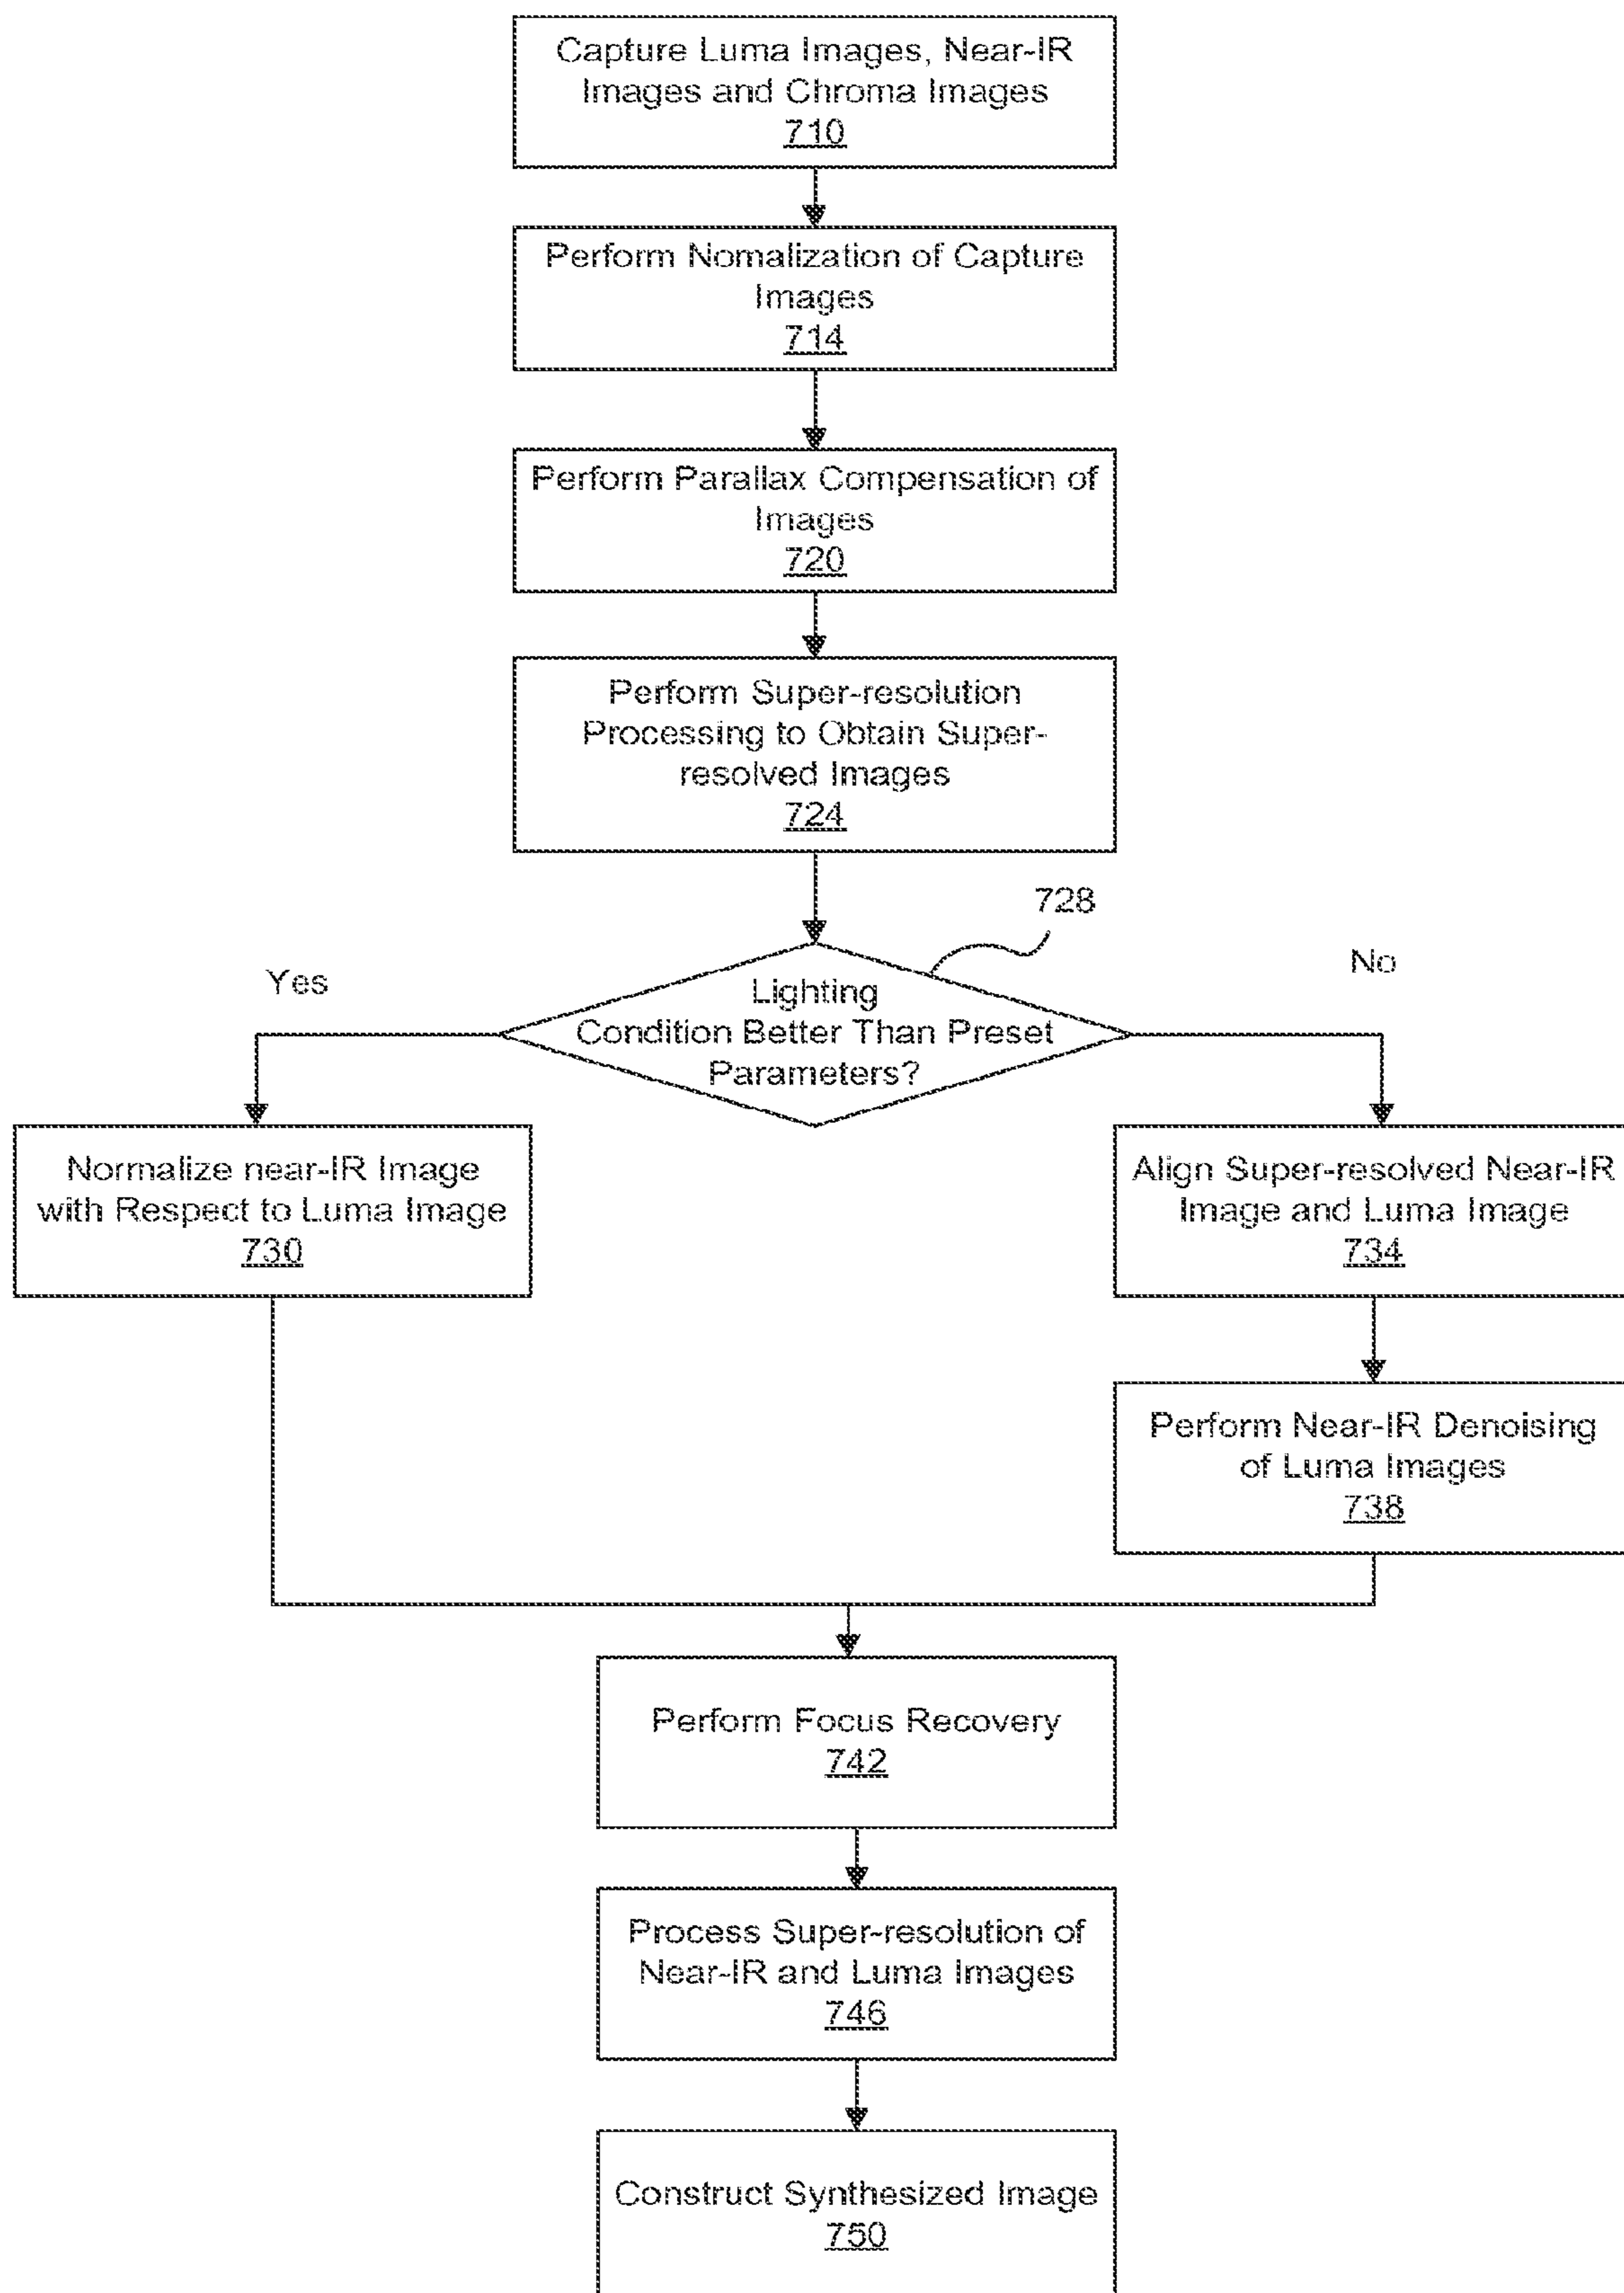 Capture Luma Images, Near-IR
Images and Chroma Images
710
Perform Nomalization of Capture
Images
714
Perform Parallax Compensation of
Images
720
Perform Super-resolution
Processing to Obtain Super-
resolved Images
724
728
Yes
No
Lighting
Condition Better Than Preset
Parameters?
Normalize near-IR Image
with Respect to Luma Image
730
Align Super-resolved Near-IR
Image and Luma Image
734
Perform Near-IR Denoising
of Luma Images
738
Perform Focus Recovery
742
Process Super-resolution of
Near-IR and Luma Images
746
Construct Synthesized Image
750